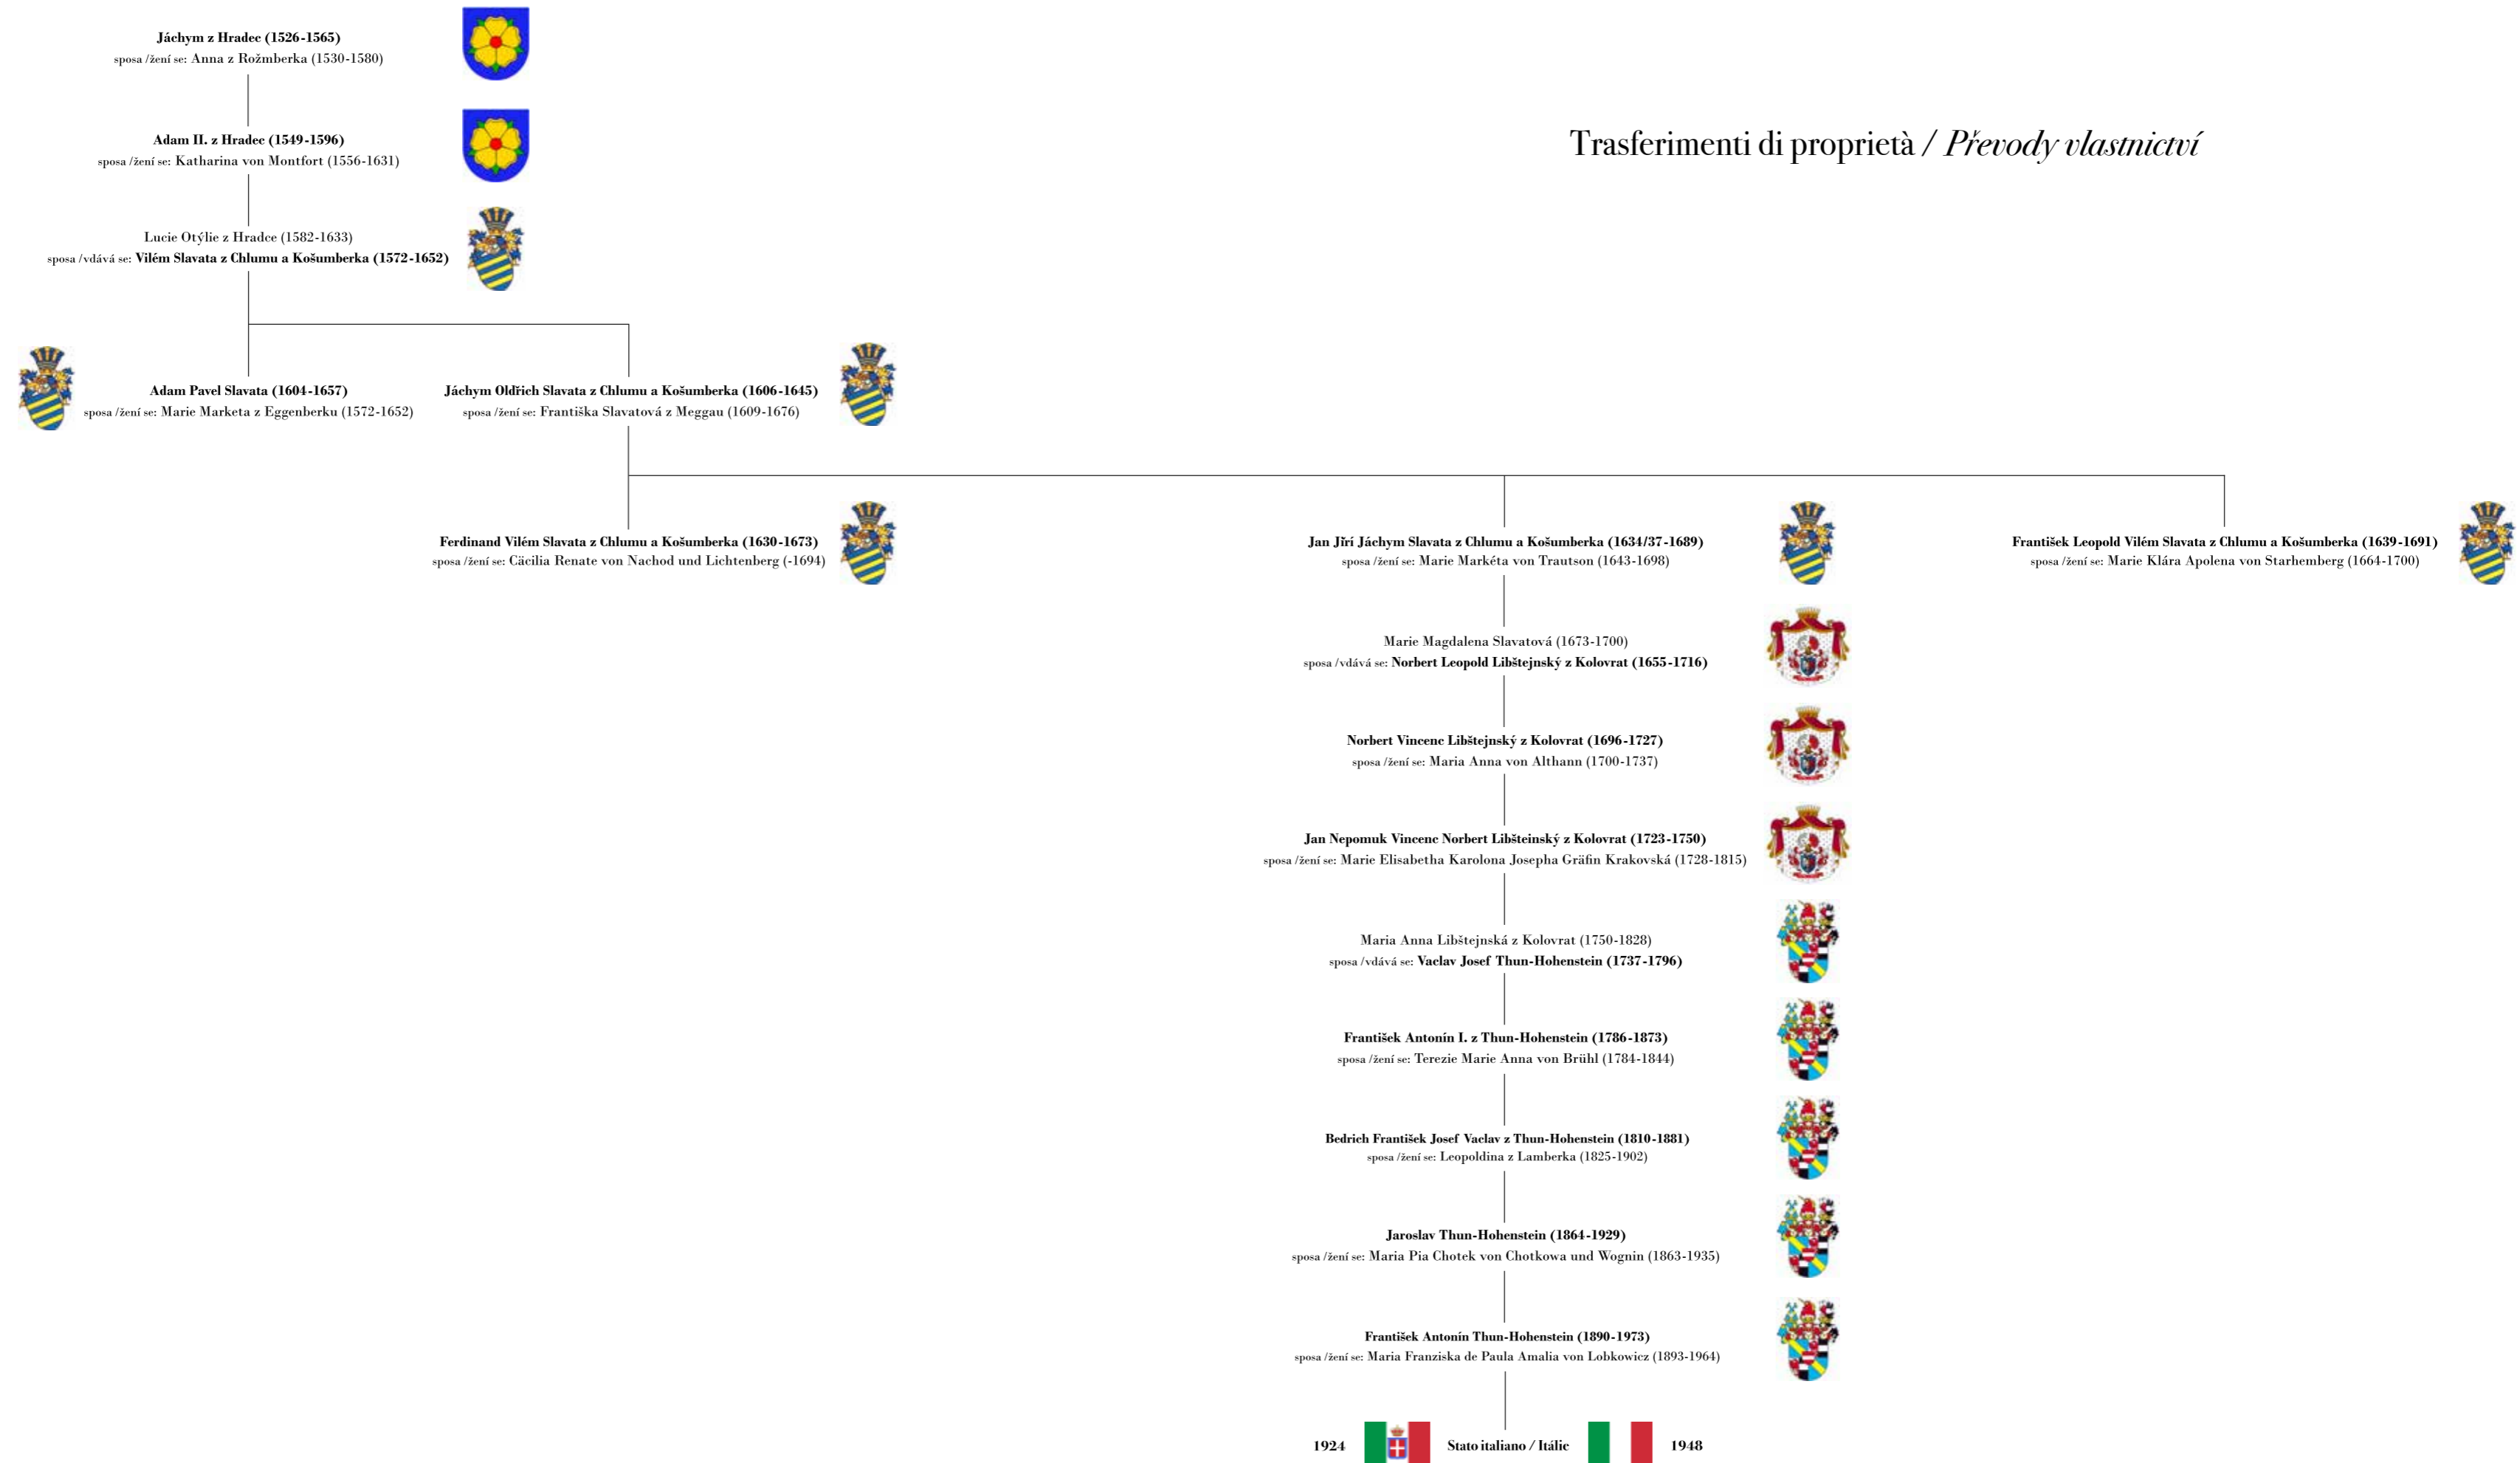 Jáchym z Hradec (1526-1565)
sposa /žení se: Anna z Rožmberka (1530-1580)
Trasferimenti di proprietà / Převody vlastnictví
Adam II. z Hradec (1549-1596)
sposa /žení se: Katharina von Montfort (1556-1631)
Lucie Otýlie z Hradce (1582-1633)
sposa /vdává se: Vilém Slavata z Chlumu a Košumberka (1572-1652)
Adam Pavel Slavata (1604-1657)
sposa /žení se: Marie Marketa z Eggenberku (1572-1652)
Jáchym Oldřich Slavata z Chlumu a Košumberka (1606-1645)
sposa /žení se: Františka Slavatová z Meggau (1609-1676)
Ferdinand Vilém Slavata z Chlumu a Košumberka (1630-1673)
sposa /žení se: Cäcilia Renate von Nachod und Lichtenberg (-1694)
Jan Jiří Jáchym Slavata z Chlumu a Košumberka (1634/37-1689)
sposa /žení se: Marie Markéta von Trautson (1643-1698)
František Leopold Vilém Slavata z Chlumu a Košumberka (1639-1691)
sposa /žení se: Marie Klára Apolena von Starhemberg (1664-1700)
Marie Magdalena Slavatová (1673-1700)
sposa /vdává se: Norbert Leopold Libštejnský z Kolovrat (1655-1716)
Norbert Vincenc Libštejnský z Kolovrat (1696-1727)
sposa /žení se: Maria Anna von Althann (1700-1737)
Jan Nepomuk Vincenc Norbert Libšteinský z Kolovrat (1723-1750)
sposa /žení se: Marie Elisabetha Karolona Josepha Gräfin Krakovská (1728-1815)
Maria Anna Libštejnská z Kolovrat (1750-1828)
sposa /vdává se: Vaclav Josef Thun-Hohenstein (1737-1796)
František Antonín I. z Thun-Hohenstein (1786-1873)
sposa /žení se: Terezie Marie Anna von Brühl (1784-1844)
Bedrich František Josef Vaclav z Thun-Hohenstein (1810-1881)
sposa /žení se: Leopoldina z Lamberka (1825-1902)
Jaroslav Thun-Hohenstein (1864-1929)
sposa /žení se: Maria Pia Chotek von Chotkowa und Wognin (1863-1935)
František Antonín Thun-Hohenstein (1890-1973)
sposa /žení se: Maria Franziska de Paula Amalia von Lobkowicz (1893-1964)
1924 Stato italiano / Itálie 1948